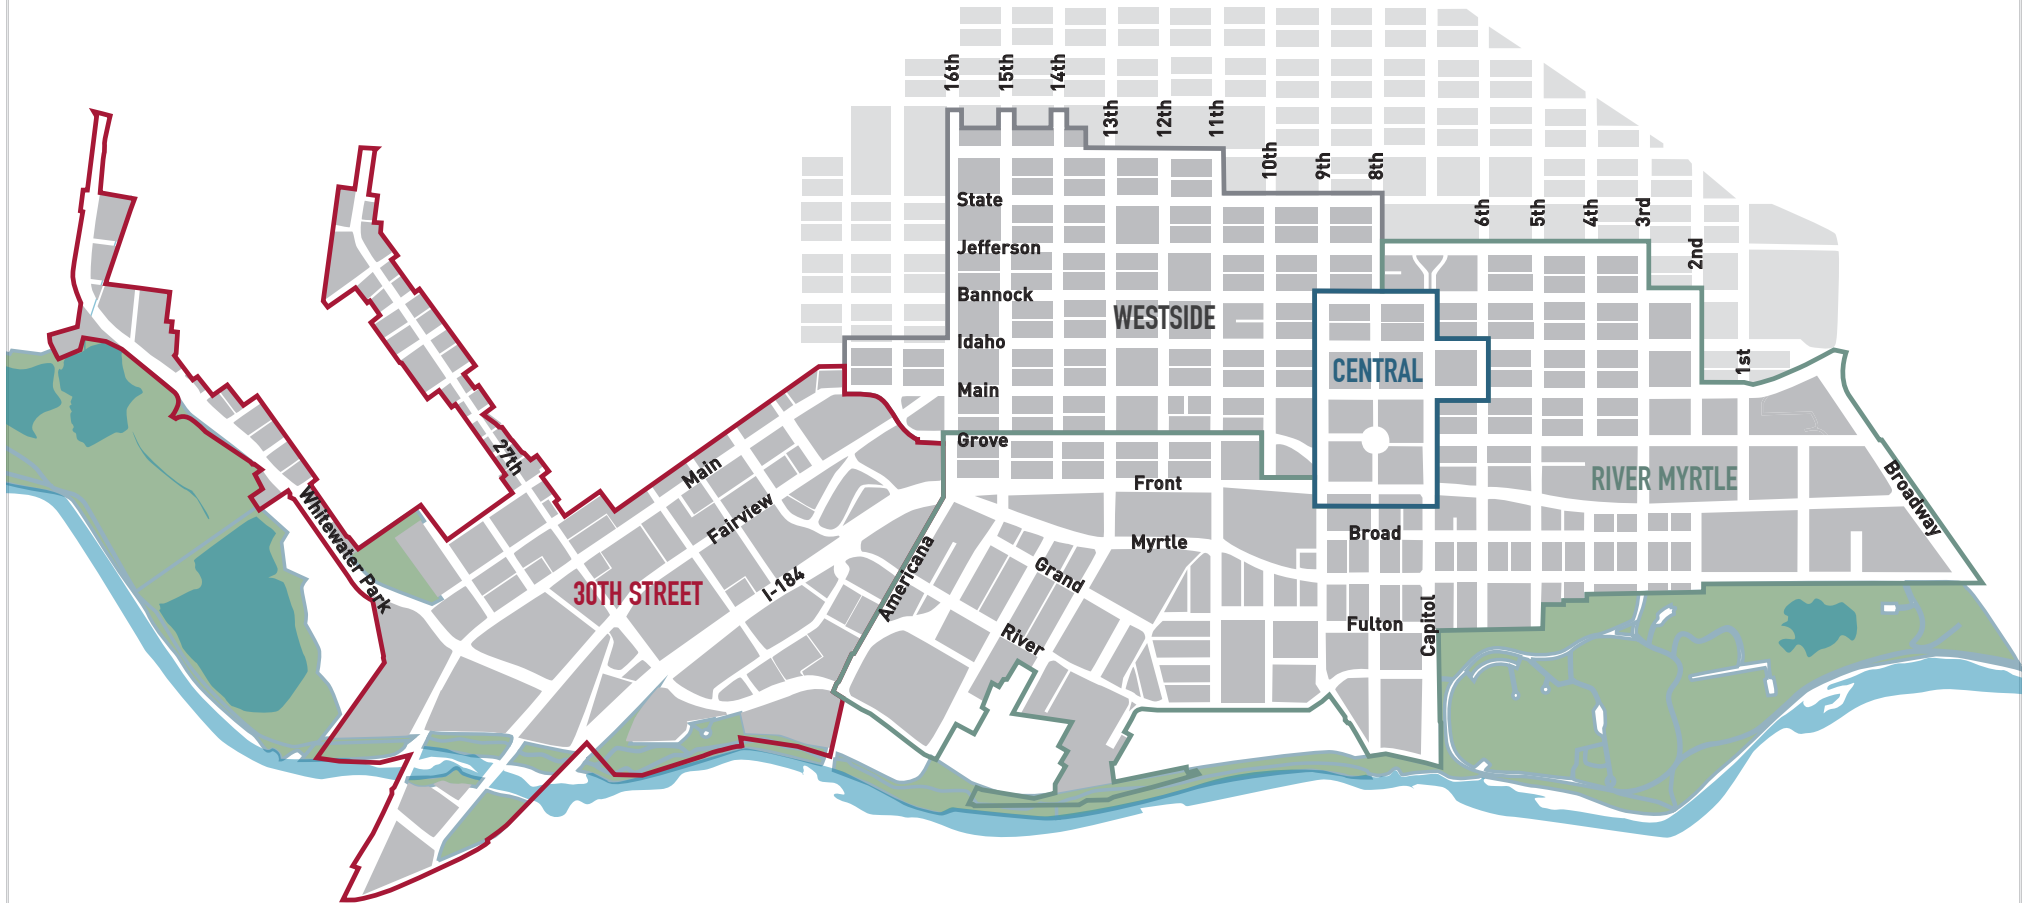 16th
15th
14th
13th
12th
11th
10th
9th
8th
6th
5th
4th
3rd
2nd
1st
State
Jefferson
Bannock
Idaho
Main
Grove
WESTSIDE
CENTRAL
RIVER MYRTLE
30TH STREET
27th
Main
Fairview
I-184
Whitewater Park
Americana
Front
Myrtle
Grand
River
Broad
Fulton
Capitol
Broadway